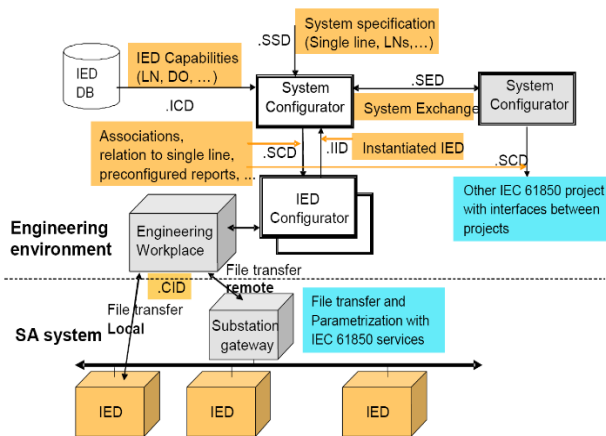 System specification
(Single line, LNs,...)
.SSD
IED
DB
IED Capabilities
(LN, DO, ...)
.ICD
System
Configurator
.SED
System Exchange
System
Configurator
Associations,
relation to single line,
preconfigured reports, ...
.SCD
.IID
Instantiated IED
.SCD
IED
Configurator
Other IEC 61850 project
with interfaces between
projects
Engineering
environment
Engineering
Workplace
.CID
File transfer
remote
File transfer
Local
SA system
Substation
gateway
File transfer and
Parametrization with
IEC 61850 services
IED
IED
IED